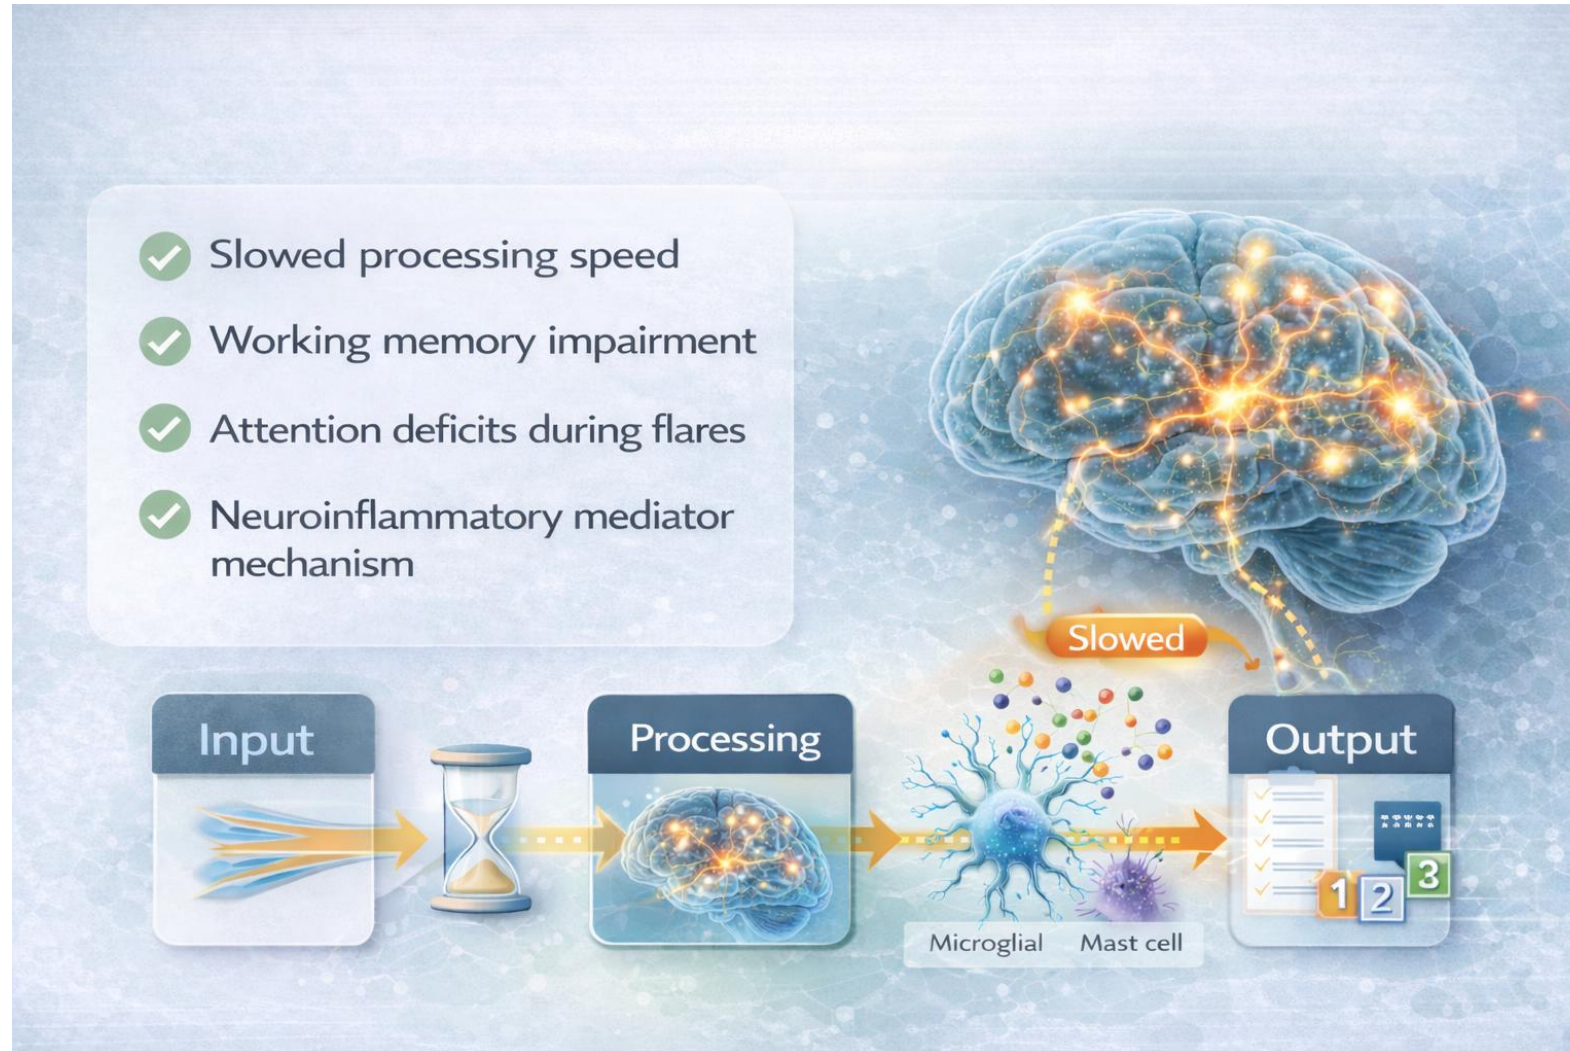 Slowed processing speed
Working memory impairment
Attention deficits during flares
Neuroinflammatory mediator
mechanism
Slowed
Input
Processing
Output
1 2 3
Microglial Mast cell